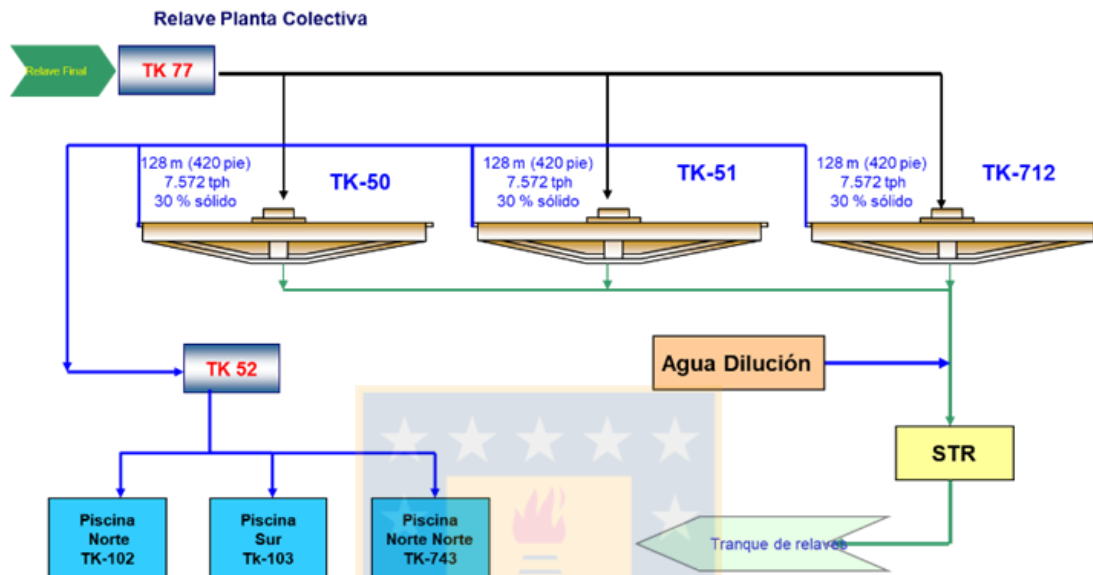 Relave Planta Colectiva
Relave Final
TK 77
128 m (420 pie)
7.572 tph
30 % sólido
TK-50
128 m (420 pie)
7.572 tph
30 % sólido
TK-51
128 m (420 pie)
7.572 tph
30 % sólido
TK-712
TK 52
Agua Dilución
STR
Piscina
Norte
TK-102
Piscina
Sur
Tk-103
Piscina
Norte Norte
TK-743
Tranque de relaves